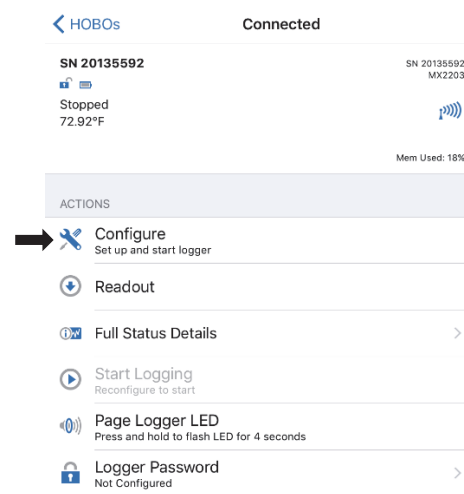 HOBOs
Connected
SN 20135592
SN 20135592
MX2203
Stopped
72.92°F
Mem Used: 18%
ACTIONS
Configure
Set up and start logger
Readout
Full Status Details
Start Logging
Reconfigure to start
Page Logger LED
Press and hold to flash LED for 4 seconds
Logger Password
Not Configured